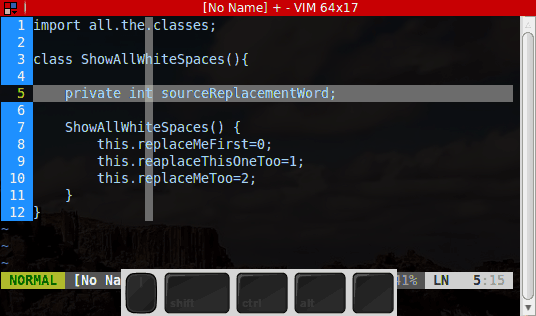 [No Name] + - VIM 64x17
1 import all.the.classes;
2
3 class ShowAllWhiteSpaces(){
4
5     private int sourceReplacementWord;
6
7     ShowAllWhiteSpaces() {
8         this.replaceMeFirst=0;
9         this.reaplaceThisOneToo=1;
10         this.replaceMeToo=2;
11     }
12 }
~
~
~
NORMAL [No Na 41% LN 5:15
shift ctrl alt